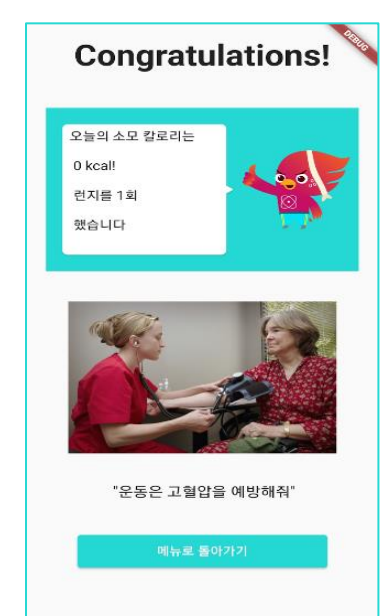 DEBUG
Congratulations!
오늘의 소모 칼로리는
0 kcal!
런지를 1회
했습니다
"운동은 고혈압을 예방해줘"
메뉴로 돌아가기